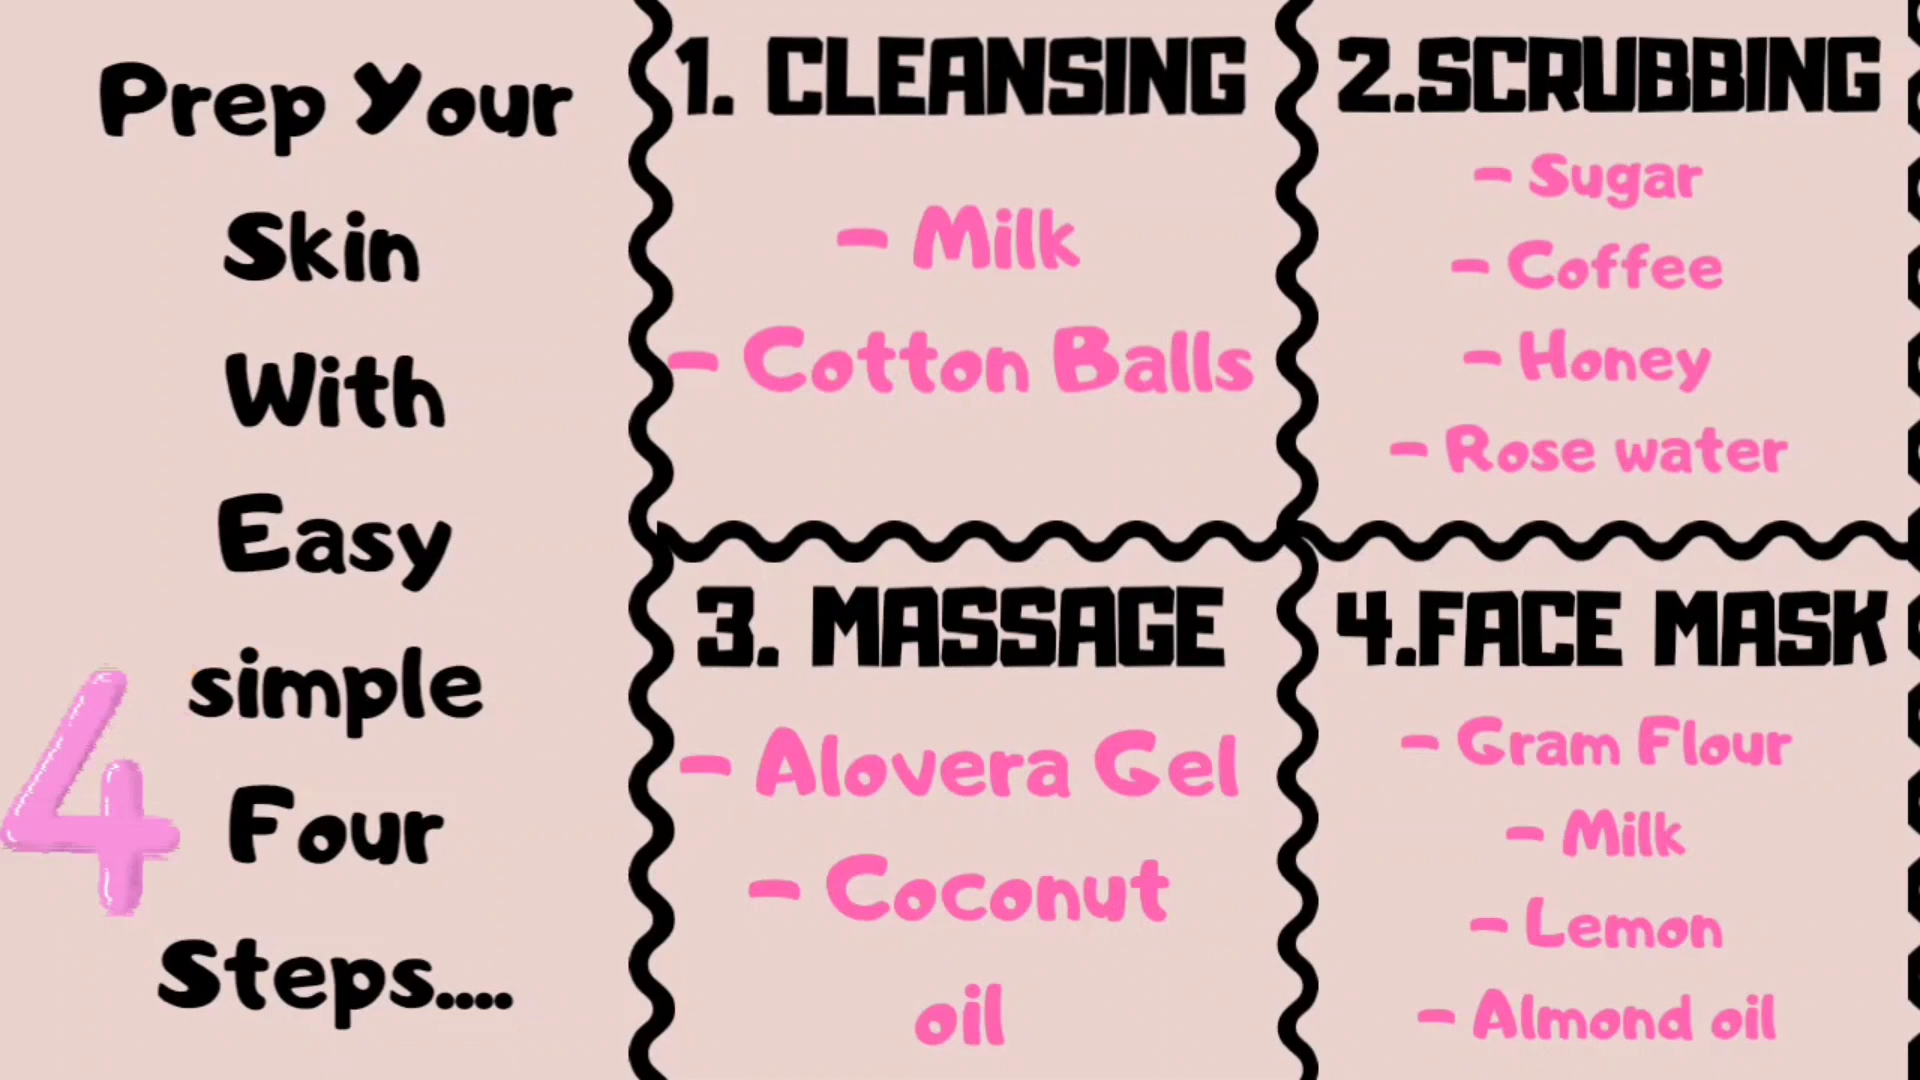 Prep Your
Skin
With
Easy
simple
4
Four
Steps....
1. CLEANSING
- Milk
- Cotton Balls
2.SCRUBBING
- Sugar
- Coffee
- Honey
- Rose water
3. MASSAGE
- Alovera Gel
- Coconut
oil
4.FACE MASK
- Gram Flour
- Milk
- Lemon
- Almond oil